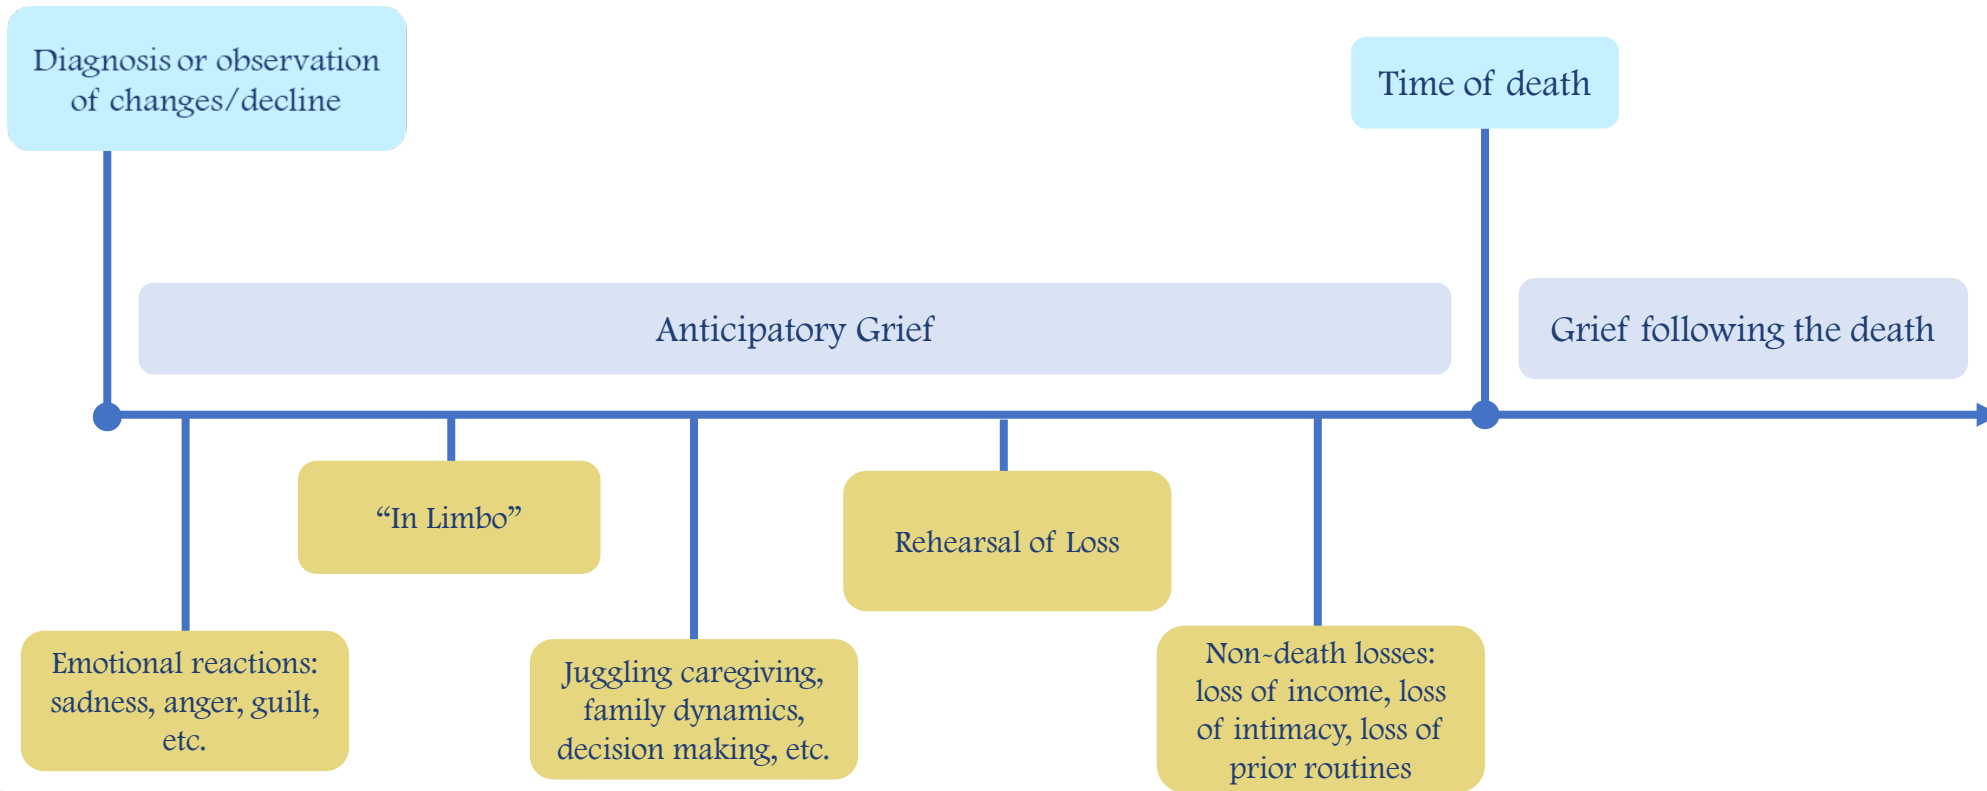 Diagnosis or observation
of changes/decline
Time of death
Anticipatory Grief
Grief following the death
“In Limbo”
Rehearsal of Loss
Emotional reactions:
sadness, anger, guilt,
etc.
Juggling caregiving,
family dynamics,
decision making, etc.
Non-death losses:
loss of income, loss
of intimacy, loss of
prior routines